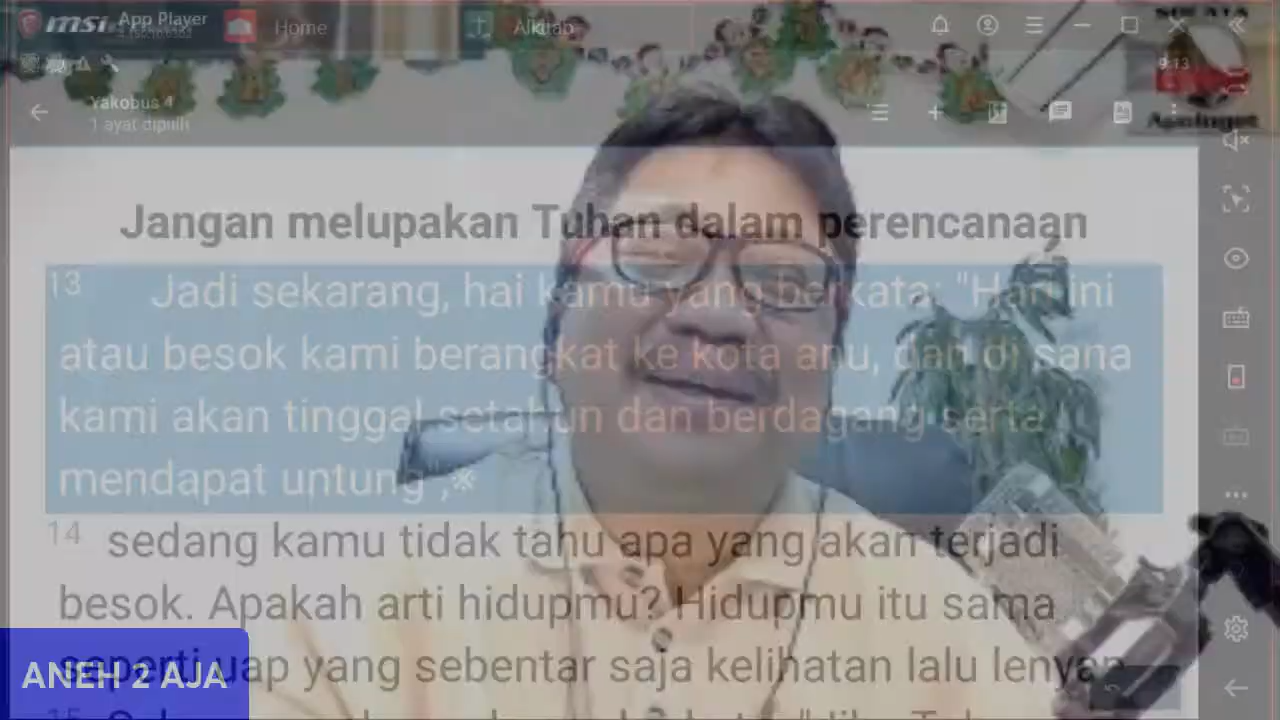 msi App Player
Home
Alkitab
9:13
Yakobus 4
1 ayat dipilih
Jangan melupakan Tuhan dalam perencanaan
13 Jadi sekarang, hai kamu yang berkata: "Hari ini
atau besok kami berangkat ke kota anu, dan di sana
kami akan tinggal setahun dan berdagang serta
mendapat untung",※
14 sedang kamu tidak tahu apa yang akan terjadi
besok. Apakah arti hidupmu? Hidupmu itu sama
seperti uap yang sebentar saja kelihatan lalu lenyap
ANEH 2 AJA